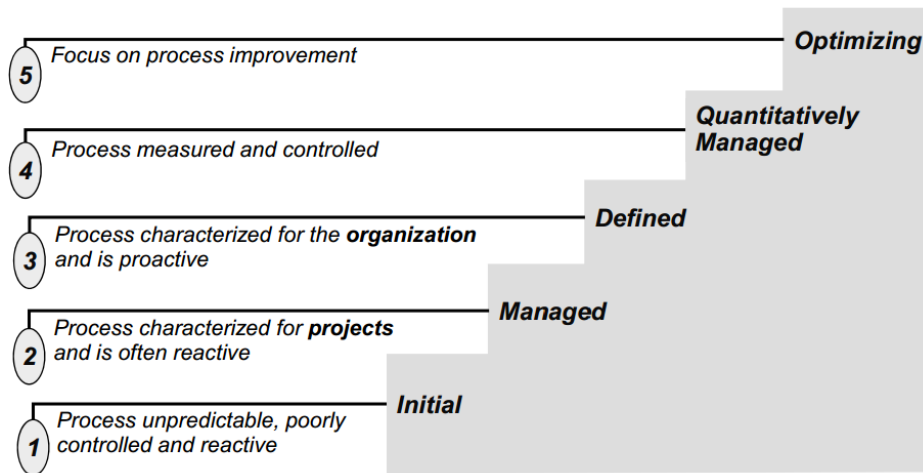 Focus on process improvement
5
Optimizing
Process measured and controlled
4
Quantitatively
Managed
Process characterized for the organization
and is proactive
3
Defined
Process characterized for projects
and is often reactive
2
Managed
Process unpredictable, poorly
controlled and reactive
1
Initial